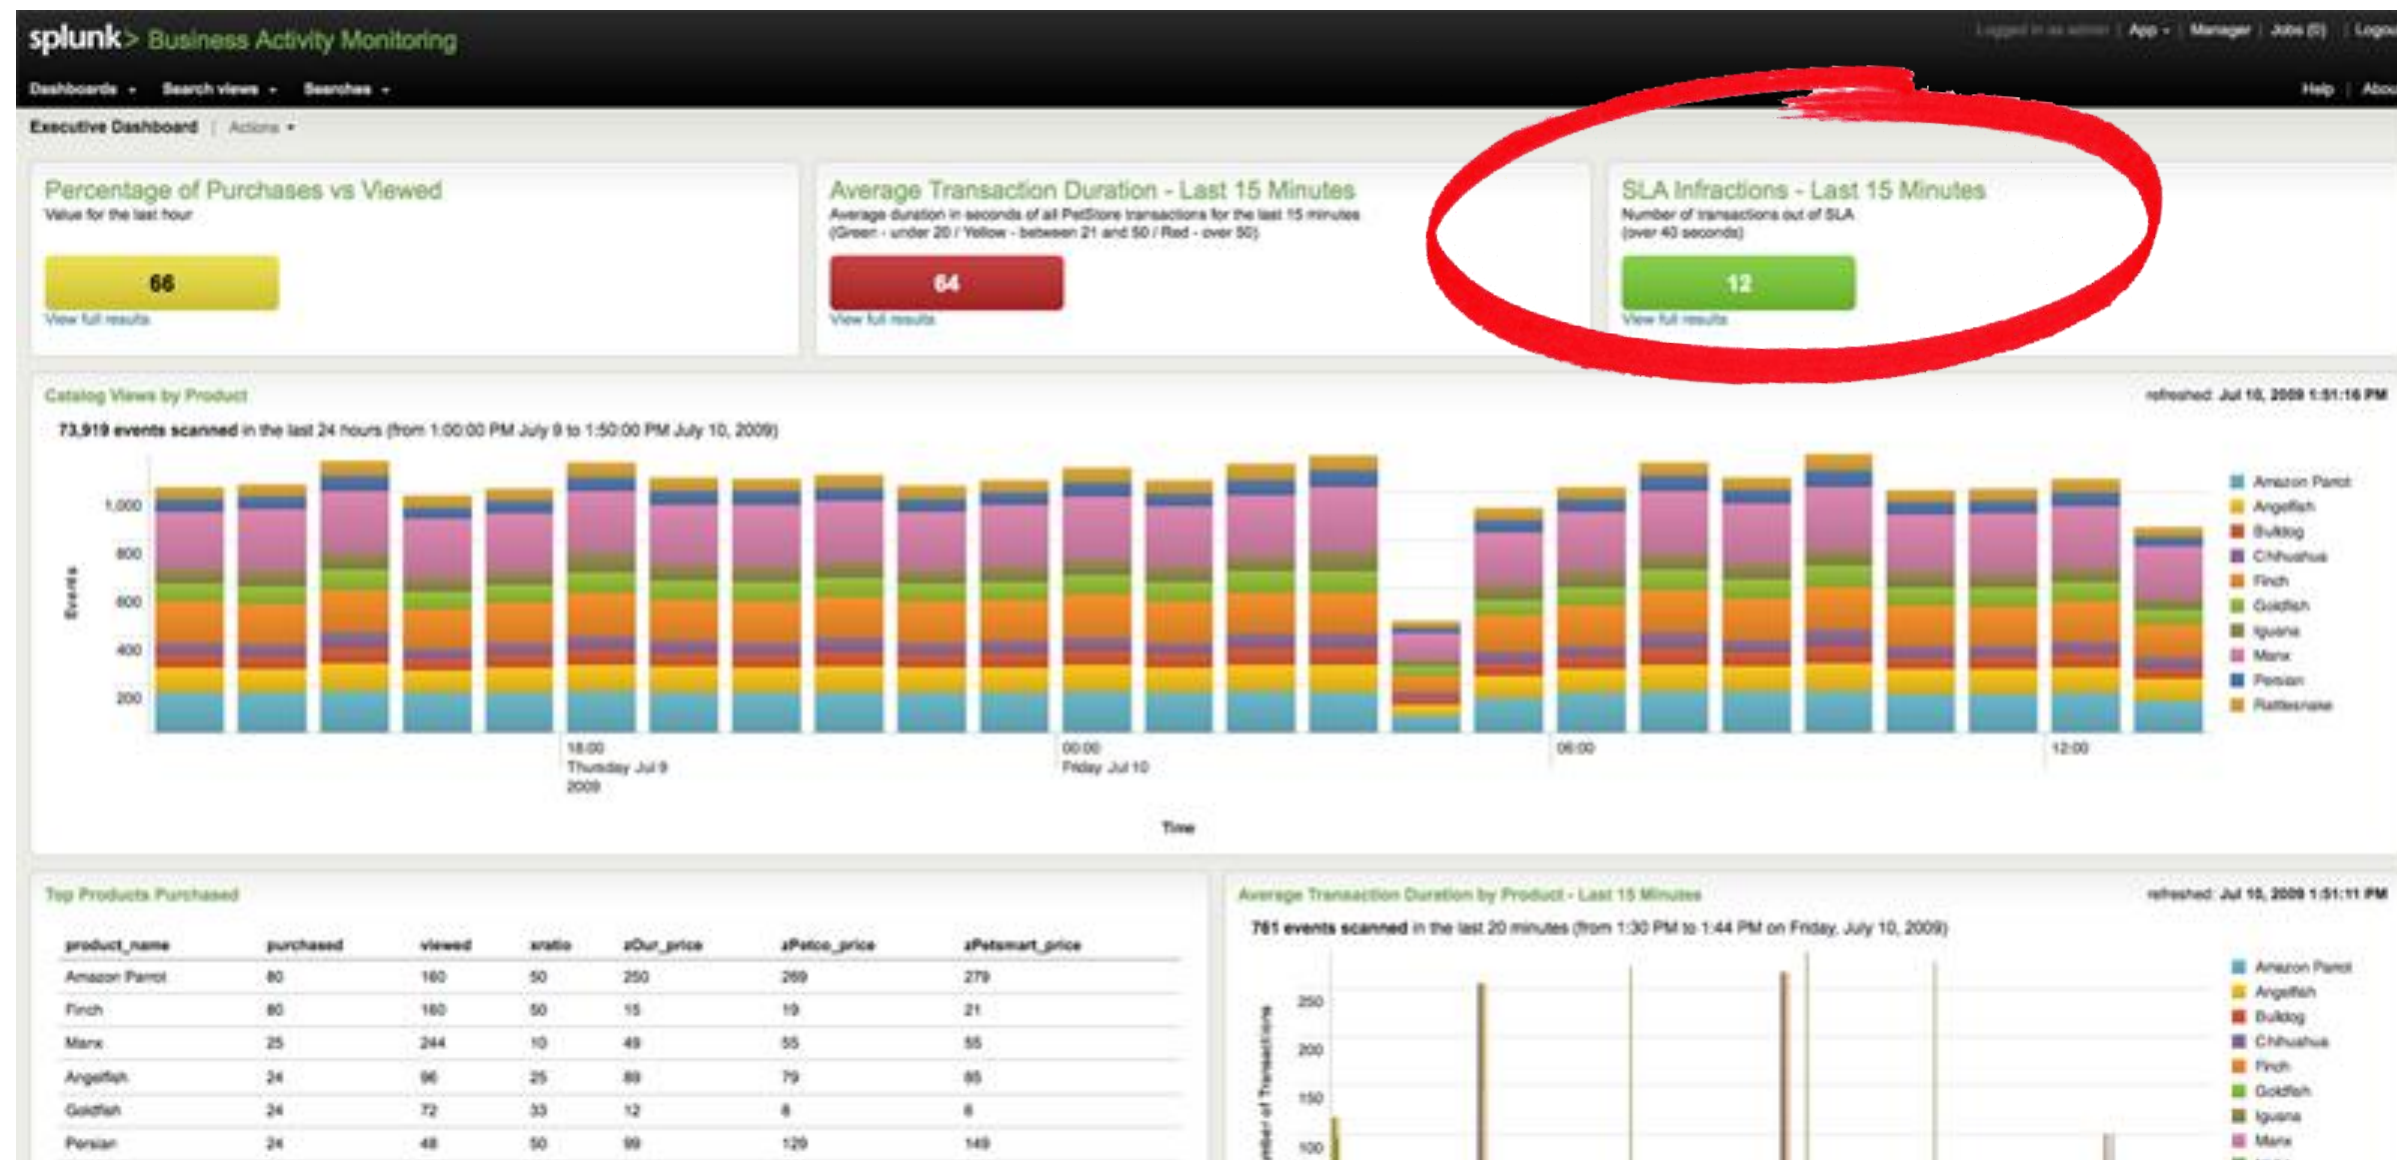 splunk> Business Activity Monitoring
Logged in as admin | App | Manager | Jobs (0) | Logou
Dashboards Search views Searches
Help | Abou
Executive Dashboard | Actions
Percentage of Purchases vs Viewed
Value for the last hour
66
View full results
Average Transaction Duration - Last 15 Minutes
Average duration in seconds of all PetStore transactions for the last 15 minutes
(Green - under 20 / Yellow - between 21 and 50 / Red - over 50)
64
View full results
SLA Infractions - Last 15 Minutes
Number of transactions out of SLA
(over 40 seconds)
12
View full results
Catalog Views by Product
refreshed: Jul 10, 2009 1:51:16 PM
73,919 events scanned in the last 24 hours (from 1:00:00 PM July 9 to 1:50:00 PM July 10, 2009)
1,000
800
600
400
200
Events
18:00
Thursday Jul 9
2009
00:00
Friday Jul 10
06:00
12:00
Time
Amazon Parrot
Angelfish
Bulldog
Chihuahua
Finch
Goldfish
Iguana
Manx
Persian
Rattlesnake
Top Products Purchased
product_name purchased viewed xratio zOur_price zPetco_price zPetsmart_price
Amazon Parrot 80 160 50 250 269 279
Finch 80 160 50 15 19 21
Manx 25 244 10 49 55 55
Angelfish 24 96 25 89 79 85
Goldfish 24 72 33 12 8 8
Persian 24 48 50 99 129 149
Average Transaction Duration by Product - Last 15 Minutes
refreshed: Jul 10, 2009 1:51:11 PM
761 events scanned in the last 20 minutes (from 1:30 PM to 1:44 PM on Friday, July 10, 2009)
250
200
150
100
of Transactions
Amazon Parrot
Angelfish
Bulldog
Chihuahua
Finch
Goldfish
Iguana
Manx